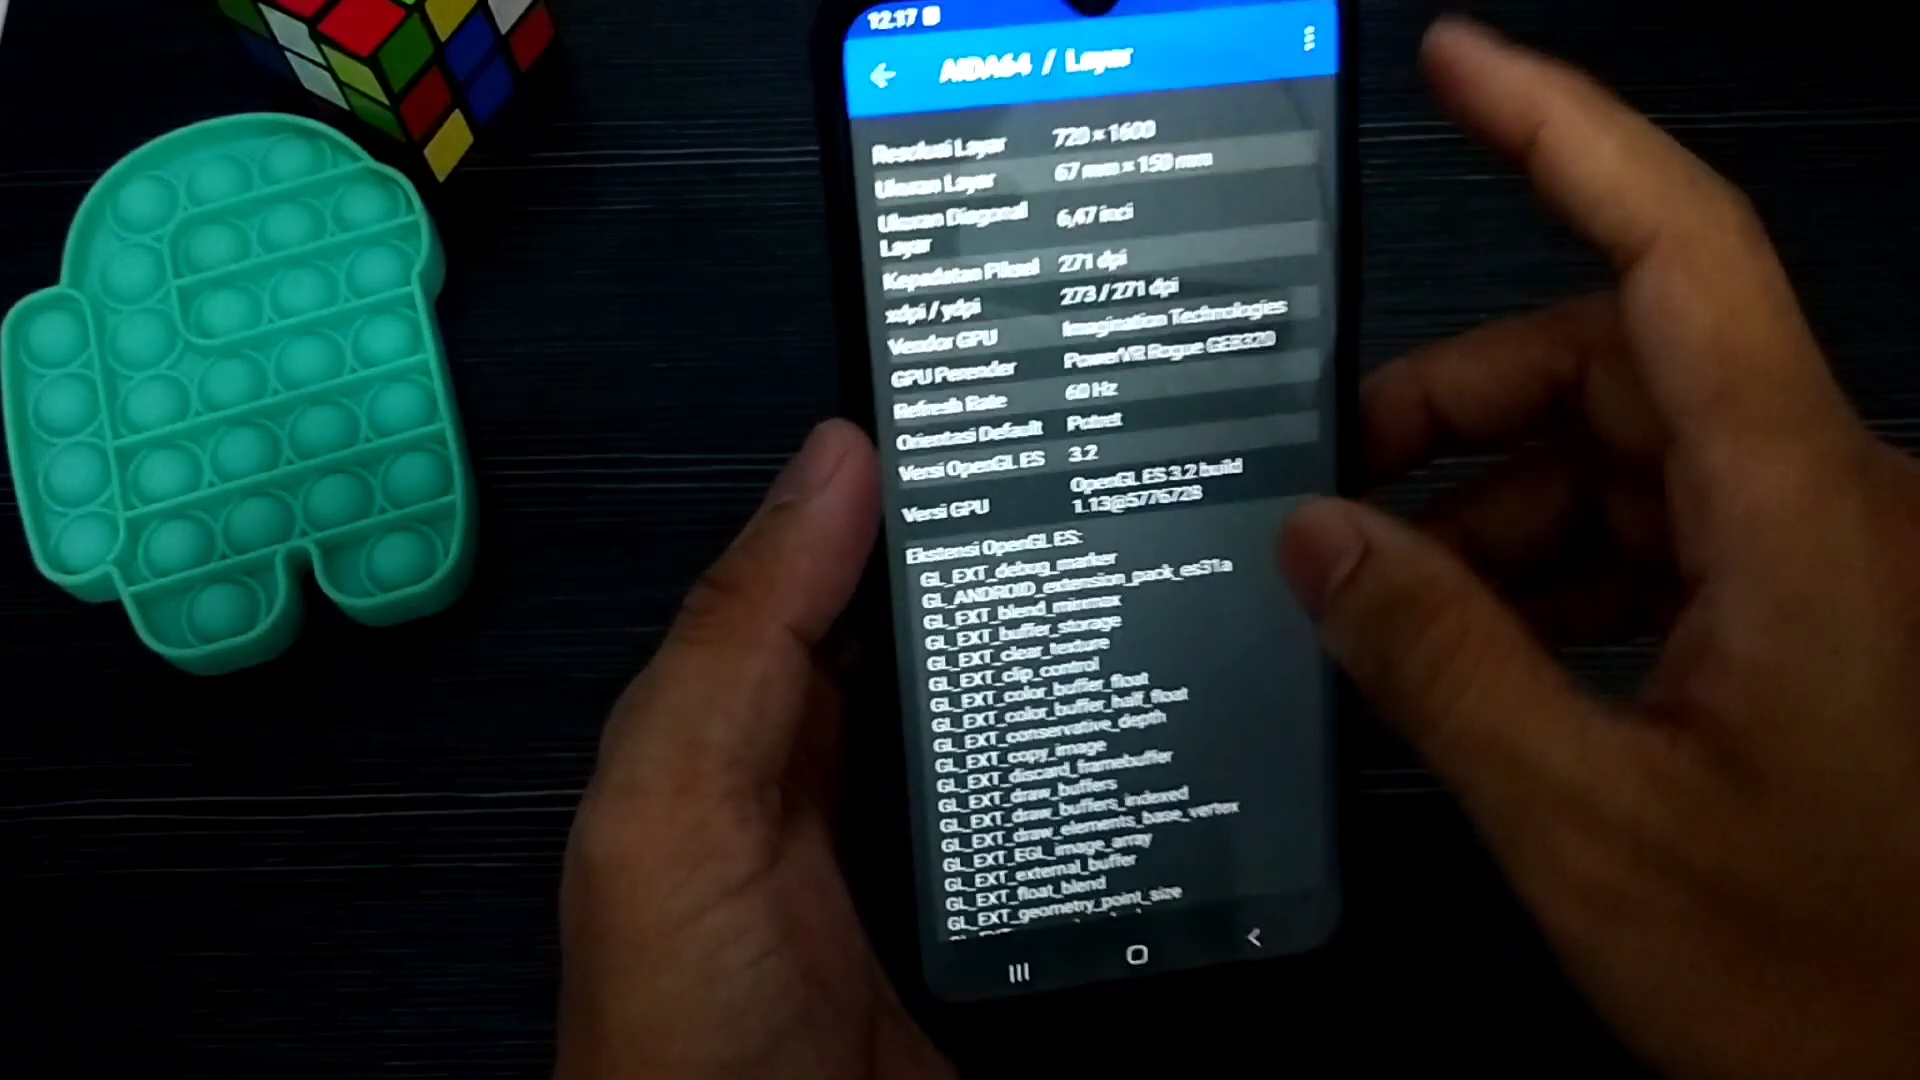 12.17
AIDA64 / Layar
Resolusi Layar 720 × 1600
Ukuran Layar 67 mm × 150 mm
Ukuran Diagonal
Layar 6,47 inci
Kepadatan Piksel 271 dpi
xdpi / ydpi 273 / 271 dpi
Vendor GPU Imagination Technologies
GPU Perender PowerVR Rogue GE8320
Refresh Rate 60 Hz
Orientasi Default Potret
Versi OpenGL ES 3.2
Versi GPU OpenGL ES 3.2 build
1.13@5776728
Ekstensi OpenGL ES:
GL_EXT_debug_marker
GL_ANDROID_extension_pack_es31a
GL_EXT_blend_minmax
GL_EXT_buffer_storage
GL_EXT_clear_texture
GL_EXT_clip_control
GL_EXT_color_buffer_float
GL_EXT_color_buffer_half_float
GL_EXT_conservative_depth
GL_EXT_copy_image
GL_EXT_discard_framebuffer
GL_EXT_draw_buffers
GL_EXT_draw_buffers_indexed
GL_EXT_draw_elements_base_vertex
GL_EXT_EGL_image_array
GL_EXT_external_buffer
GL_EXT_float_blend
GL_EXT_geometry_point_size